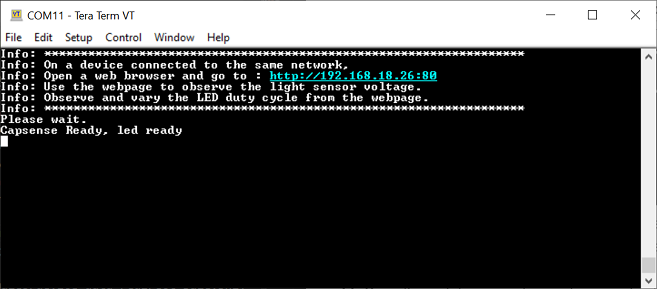 COM11 - Tera Term VT
File Edit Setup Control Window Help
Info: ***********************************************************************
Info: On a device connected to the same network,
Info: Open a web browser and go to : http://192.168.18.26:80
Info: Use the webpage to observe the light sensor voltage.
Info: Observe and vary the LED duty cycle from the webpage.
Info: ***********************************************************************
Please wait.
Capsense Ready, led ready